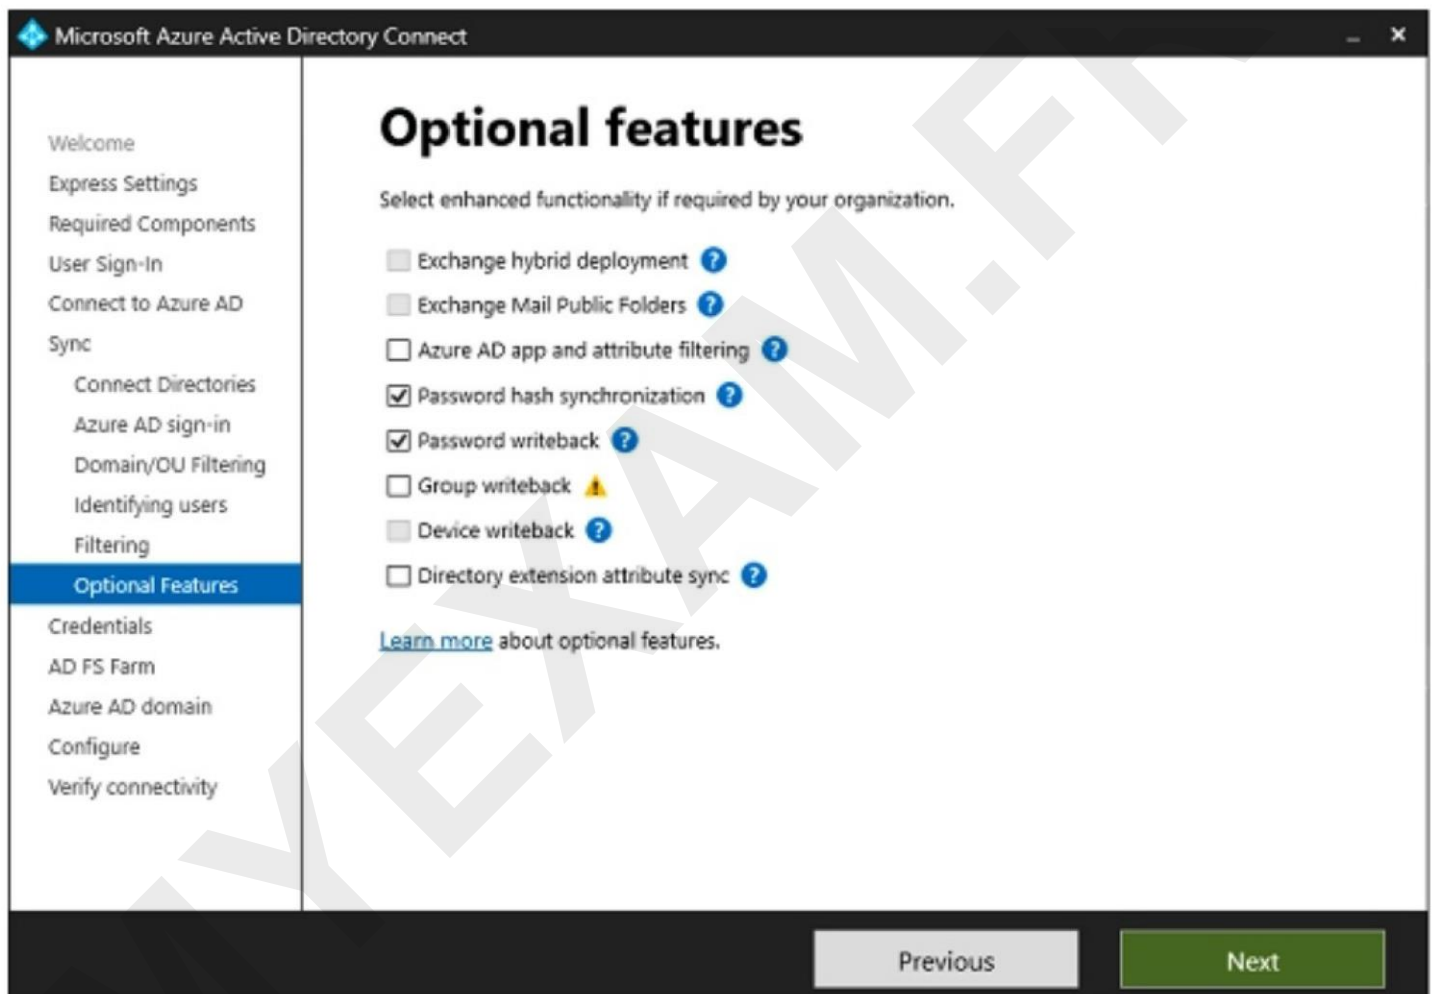 Microsoft Azure Active Directory Connect
Welcome
Express Settings
Required Components
User Sign-In
Connect to Azure AD
Sync
Connect Directories
Azure AD sign-in
Domain/OU Filtering
Identifying users
Filtering
Optional Features
Credentials
AD FS Farm
Azure AD domain
Configure
Verify connectivity
Optional features
Select enhanced functionality if required by your organization.
Exchange hybrid deployment ?
Exchange Mail Public Folders ?
Azure AD app and attribute filtering ?
Password hash synchronization ?
Password writeback ?
Group writeback
Device writeback ?
Directory extension attribute sync ?
Learn more about optional features.
Previous
Next
MYEXAM.FR